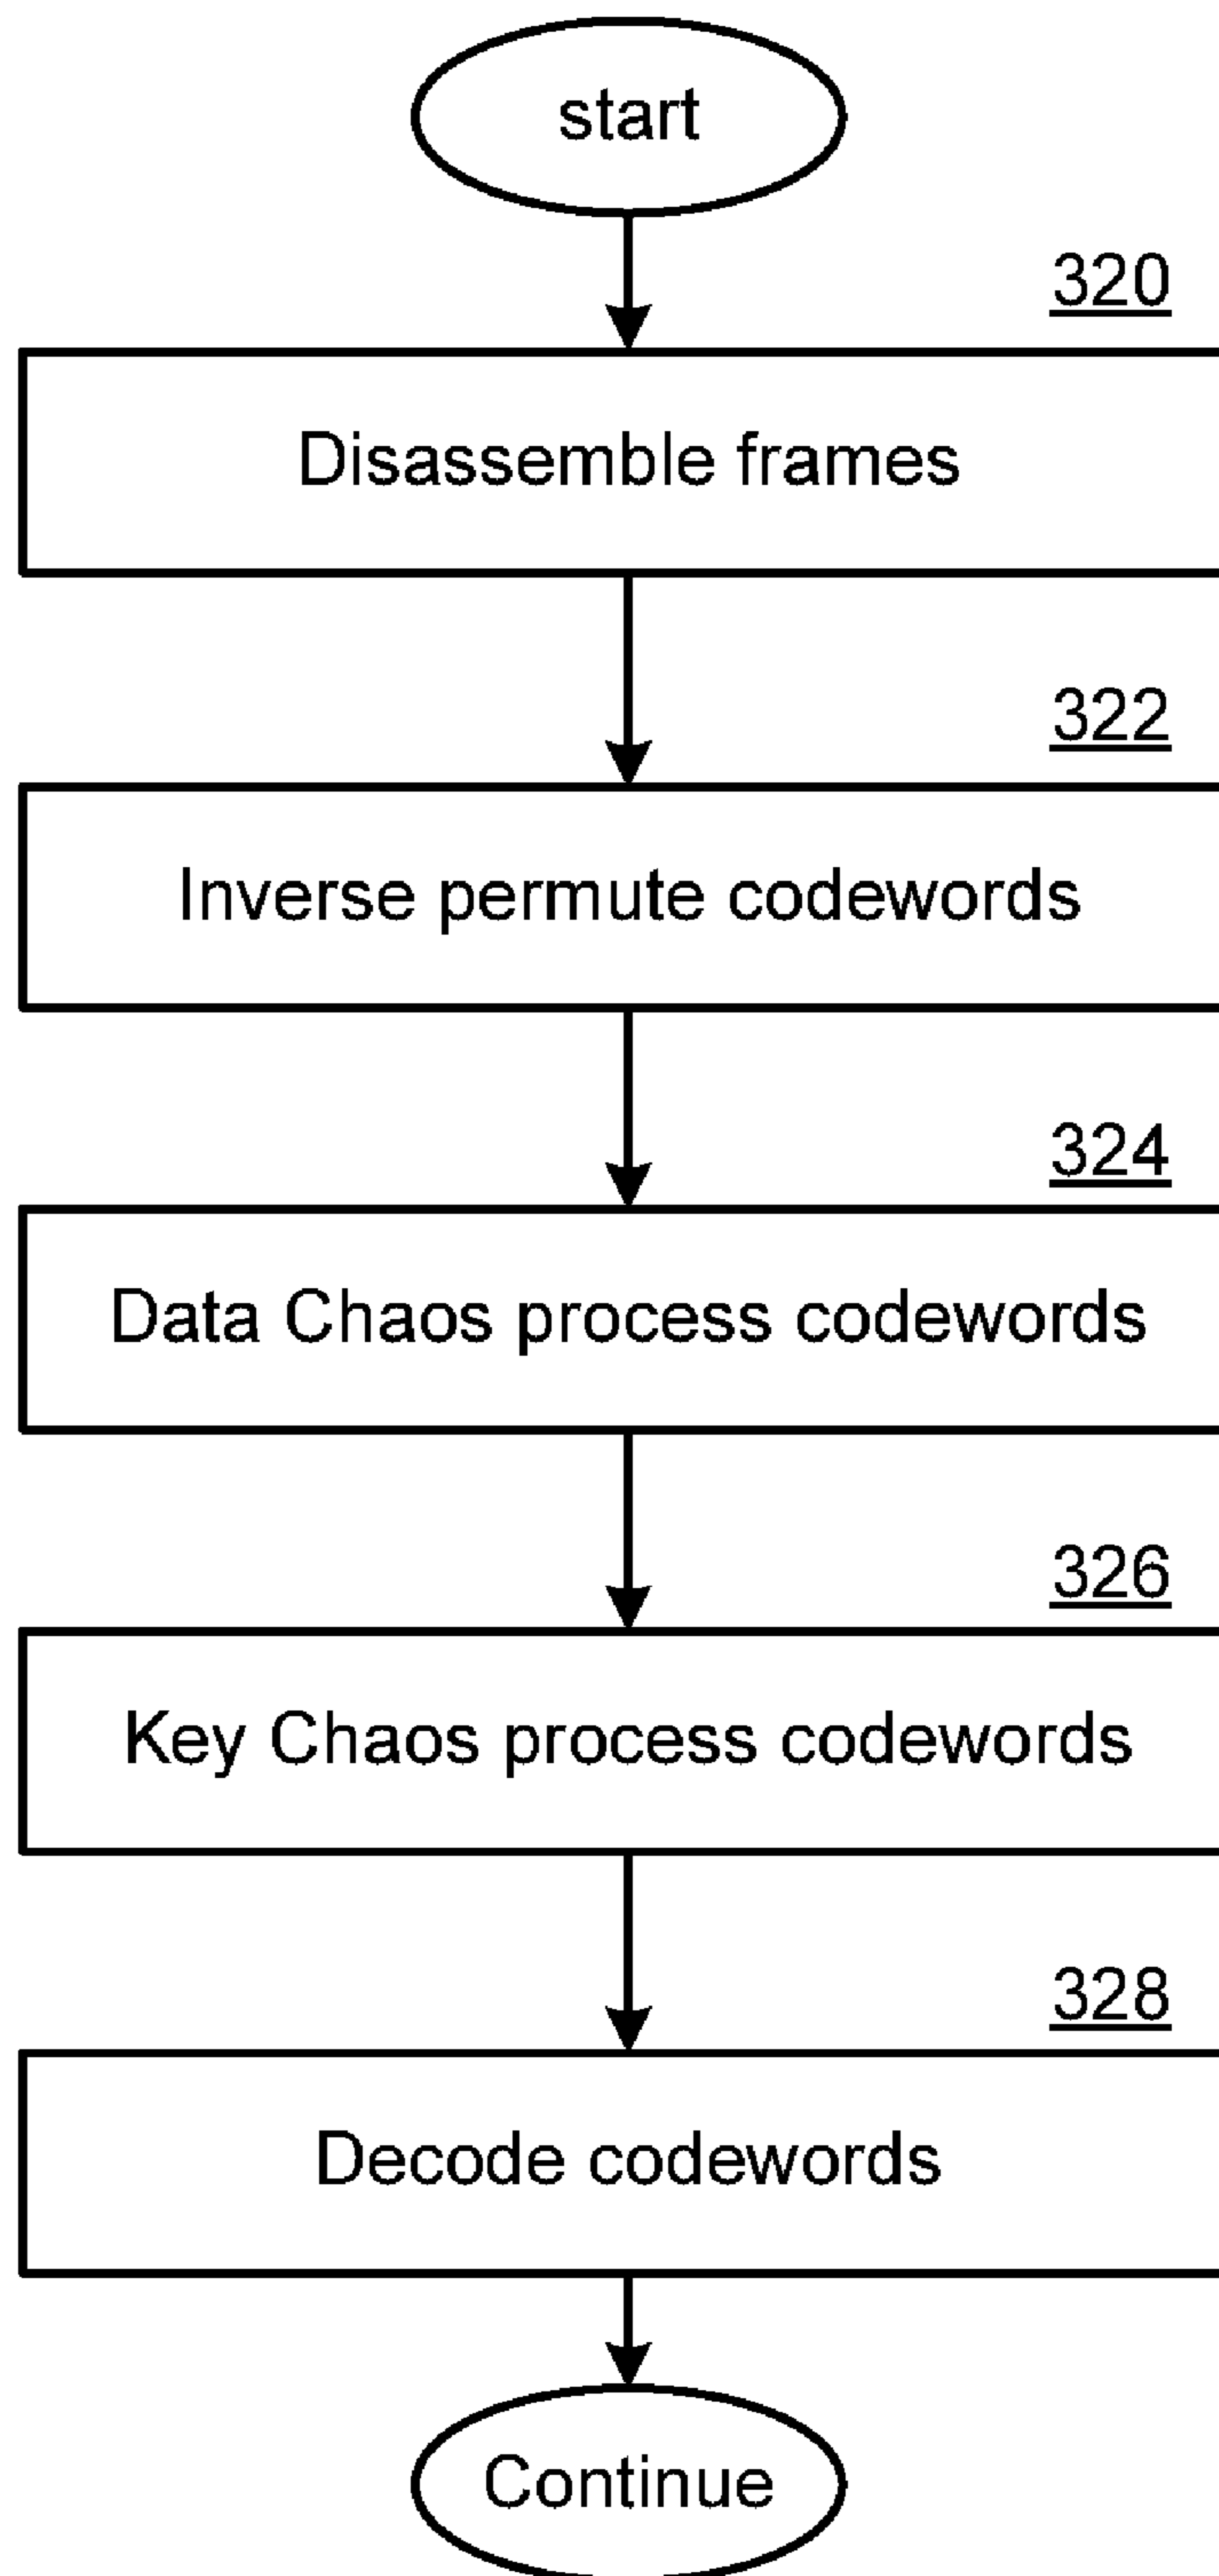 start
320
Disassemble frames
322
Inverse permute codewords
324
Data Chaos process codewords
326
Key Chaos process codewords
328
Decode codewords
Continue